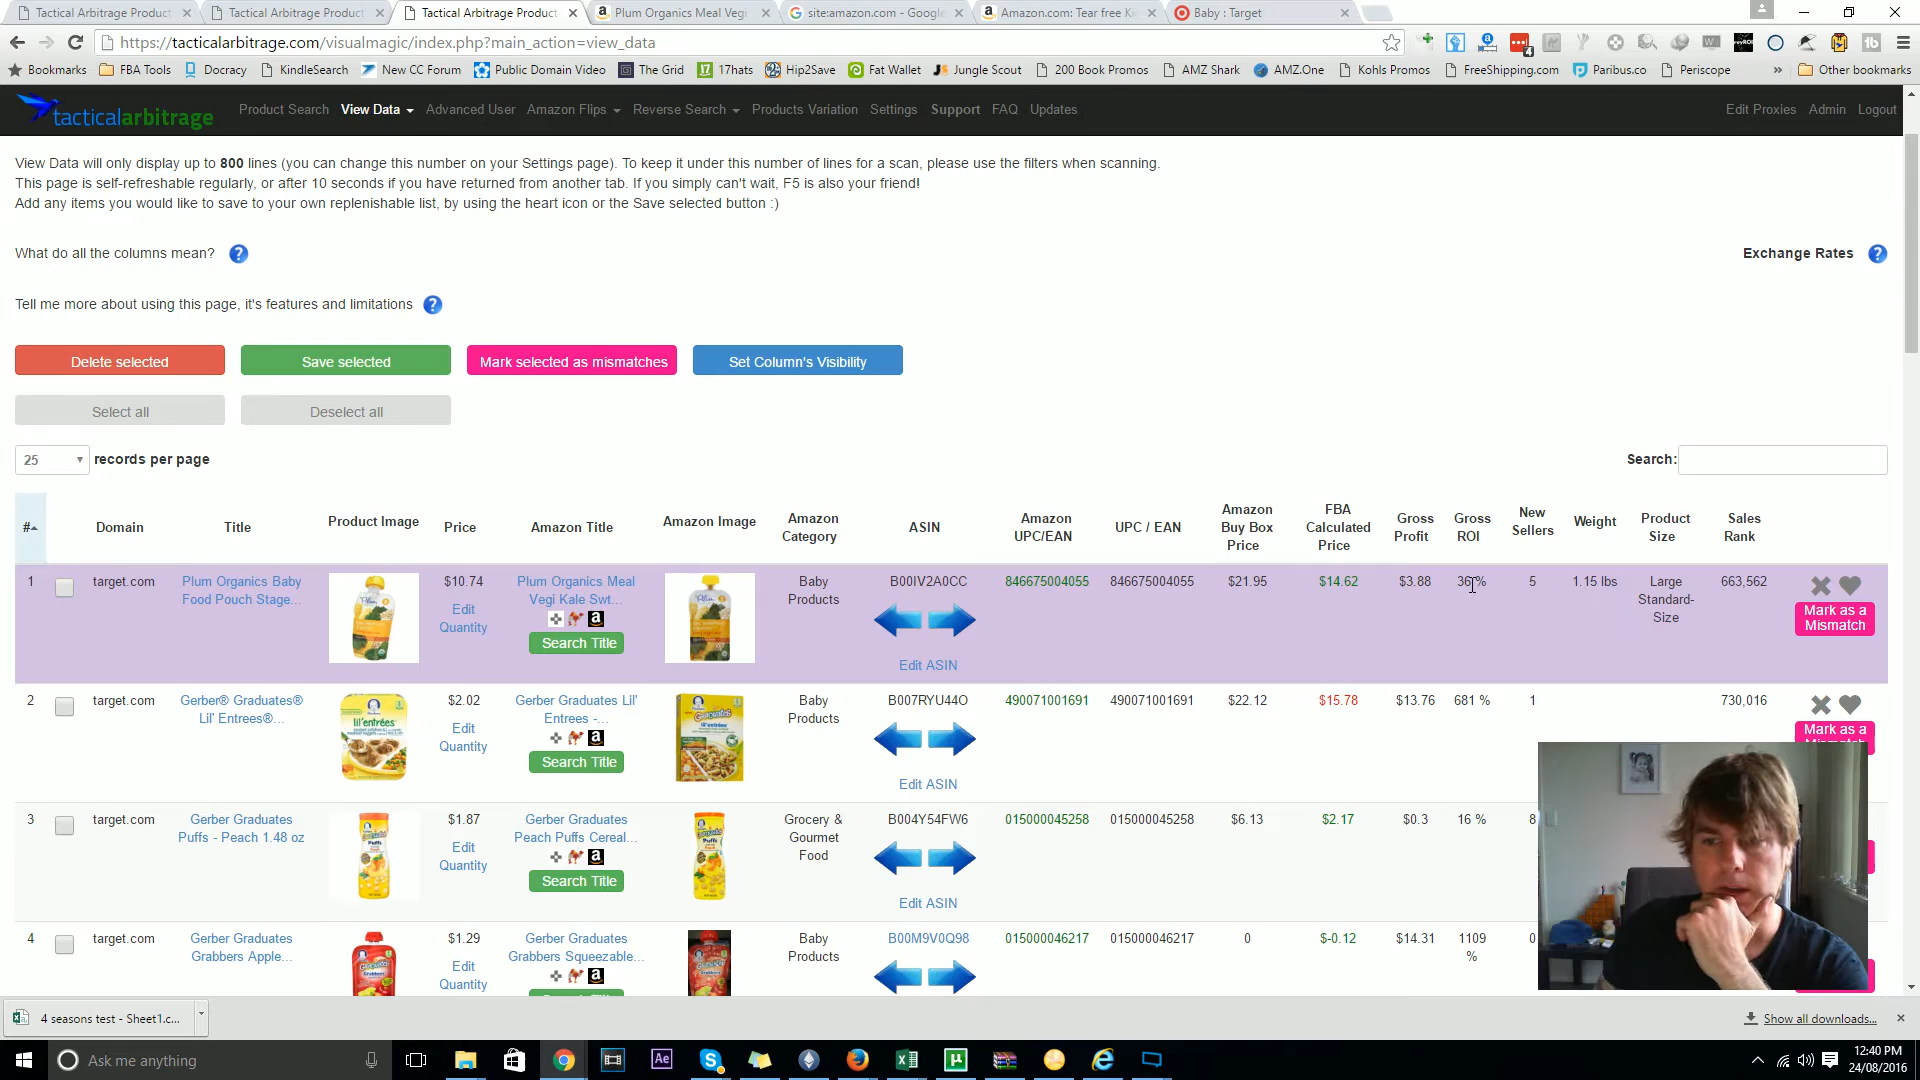 Tactical Arbitrage Product
Tactical Arbitrage Product
Tactical Arbitrage Product
Plum Organics Meal Vegi
site:amazon.com - Google
Amazon.com: Tear free Ki
Baby : Target
https://tacticalarbitrage.com/visualmagic/index.php?main_action=view_data
Bookmarks FBA Tools Docracy KindleSearch New CC Forum Public Domain Video The Grid 17hats Hip2Save Fat Wallet Jungle Scout 200 Book Promos AMZ Shark AMZ.One Kohls Promos FreeShipping.com Paribus.co Periscope » Other bookmarks
tacticalarbitrage Product Search View Data Advanced User Amazon Flips Reverse Search Products Variation Settings Support FAQ Updates Edit Proxies Admin Logout
View Data will only display up to 800 lines (you can change this number on your Settings page). To keep it under this number of lines for a scan, please use the filters when scanning.
This page is self-refreshable regularly, or after 10 seconds if you have returned from another tab. If you simply can't wait, F5 is also your friend!
Add any items you would like to save to your own replenishable list, by using the heart icon or the Save selected button :)
What do all the columns mean? ? Exchange Rates ?
Tell me more about using this page, it's features and limitations ?
Delete selected Save selected Mark selected as mismatches Set Column's Visibility
Select all Deselect all
25 records per page Search:
# Domain Title Product Image Price Amazon Title Amazon Image Amazon Category ASIN Amazon UPC/EAN UPC / EAN Amazon Buy Box Price FBA Calculated Price Gross Profit Gross ROI New Sellers Weight Product Size Sales Rank
1 target.com Plum Organics Baby $10.74 Plum Organics Meal Baby B00IV2A0CC 846675004055 846675004055 $21.95 $14.62 $3.88 36 % 5 1.15 lbs Large 663,562
Food Pouch Stage... Edit Vegi Kale Swt... Products Standard-
Quantity Size Mark as a
Search Title Mismatch
Edit ASIN
2 target.com Gerber® Graduates® $2.02 Gerber Graduates Lil' Baby B007RYU44O 490071001691 490071001691 $22.12 $15.78 $13.76 681 % 1 730,016
Lil' Entrees®... Edit Entrees -... Products Mark as a
Quantity
Search Title
Edit ASIN
3 target.com Gerber Graduates $1.87 Gerber Graduates Grocery & B004Y54FW6 015000045258 015000045258 $6.13 $2.17 $0.3 16 % 8
Puffs - Peach 1.48 oz Edit Peach Puffs Cereal... Gourmet
Quantity Food
Search Title
Edit ASIN
4 target.com Gerber Graduates $1.29 Gerber Graduates Baby B00M9V0Q98 015000046217 015000046217 0 $-0.12 $14.31 1109 0
Grabbers Apple... Edit Grabbers Squeezable... Products %
Quantity
4 seasons test - Sheet1.c... Show all downloads...
Ask me anything
12:40 PM
24/08/2016